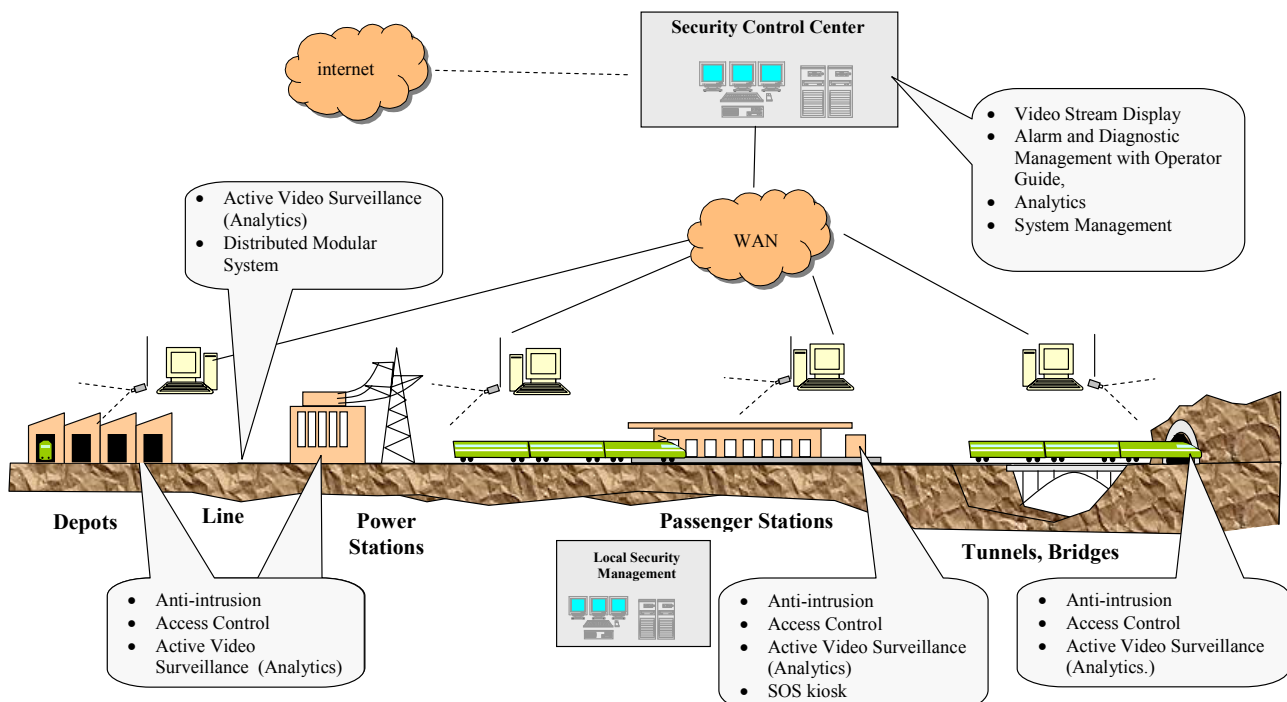 Security Control Center
internet
• Video Stream Display
• Alarm and Diagnostic
Management with Operator
Guide,
• Analytics
• System Management
• Active Video Surveillance
(Analytics)
• Distributed Modular
System
WAN
Depots
Line
Power
Stations
Passenger Stations
Tunnels, Bridges
Local Security
Management
• Anti-intrusion
• Access Control
• Active Video
Surveillance (Analytics)
• Anti-intrusion
• Access Control
• Active Video Surveillance
(Analytics)
• SOS kiosk
• Anti-intrusion
• Access Control
• Active Video Surveillance
(Analytics.)